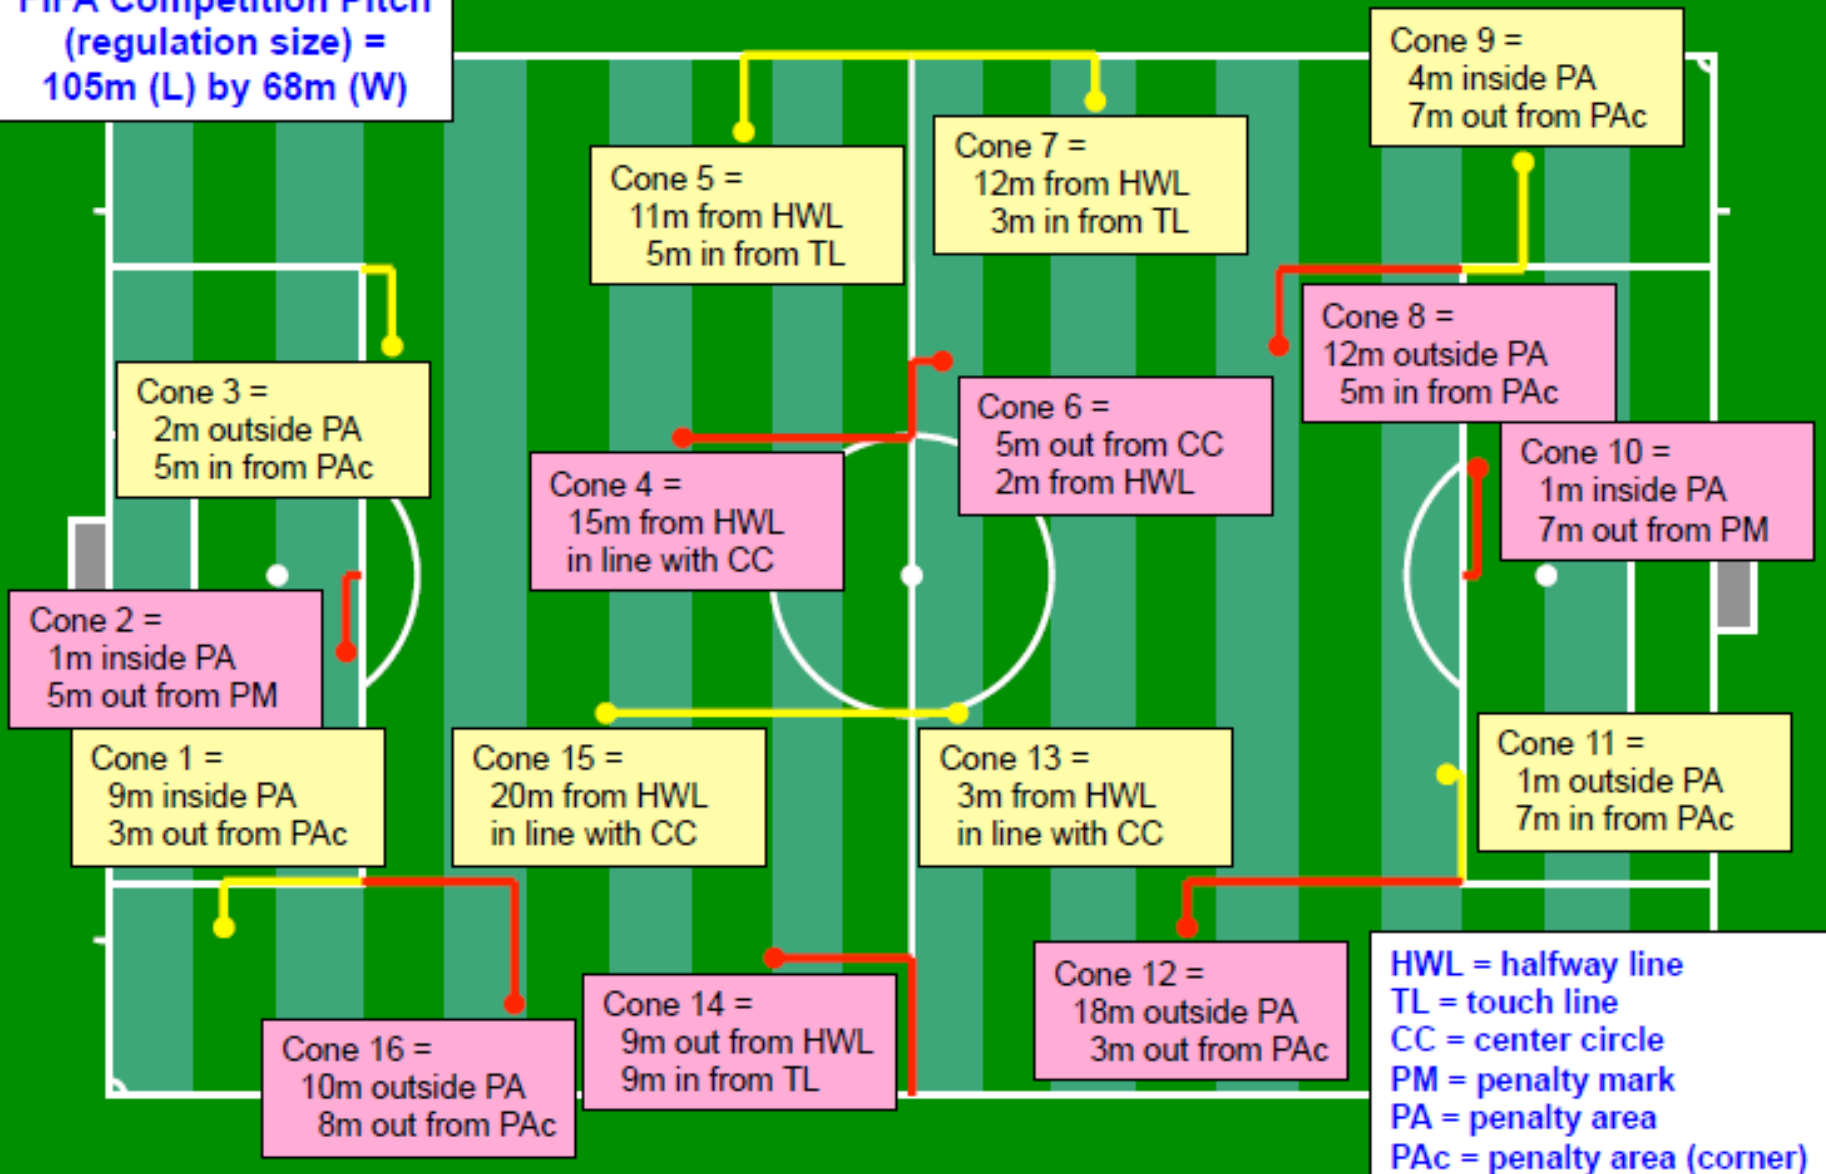 FIFA Competition Pitch
(regulation size) =
105m (L) by 68m (W)
Cone 9 =
4m inside PA
7m out from PAc
Cone 7 =
12m from HWL
3m in from TL
Cone 5 =
11m from HWL
5m in from TL
Cone 8 =
12m outside PA
5m in from PAc
Cone 3 =
2m outside PA
5m in from PAc
Cone 6 =
5m out from CC
2m from HWL
Cone 10 =
1m inside PA
7m out from PM
Cone 4 =
15m from HWL
in line with CC
Cone 2 =
1m inside PA
5m out from PM
Cone 11 =
1m outside PA
7m in from PAc
Cone 1 =
9m inside PA
3m out from PAc
Cone 15 =
20m from HWL
in line with CC
Cone 13 =
3m from HWL
in line with CC
Cone 12 =
18m outside PA
3m out from PAc
Cone 14 =
9m out from HWL
9m in from TL
Cone 16 =
10m outside PA
8m out from PAc
HWL = halfway line
TL = touch line
CC = center circle
PM = penalty mark
PA = penalty area
PAc = penalty area (corner)